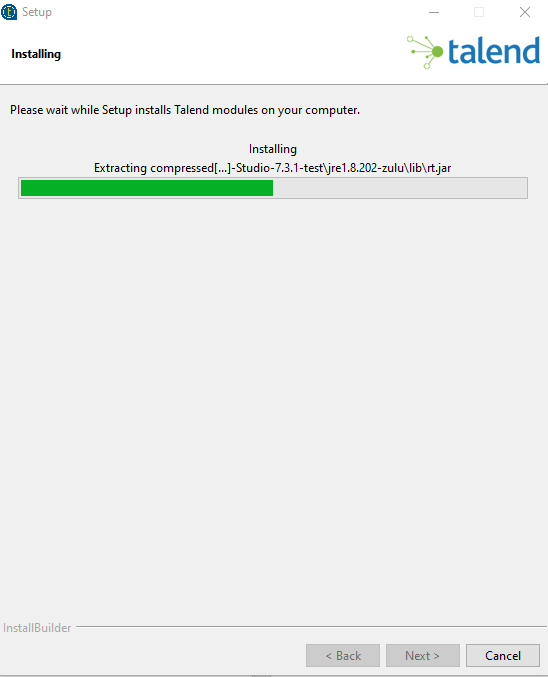 Setup
Installing
talend
Please wait while Setup installs Talend modules on your computer.
Installing
Extracting compressed[...]-Studio-7.3.1-test\jre1.8.202-zulu\lib\rt.jar
InstallBuilder
< Back
Next >
Cancel